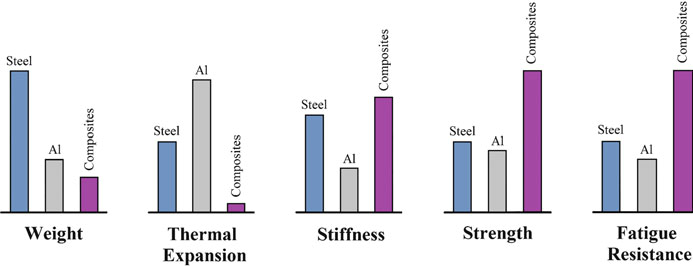 Steel
Al
Composites
Weight
Steel
Al
Composites
Thermal
Expansion
Steel
Al
Composites
Stiffness
Steel
Al
Composites
Strength
Steel
Al
Composites
Fatigue
Resistance